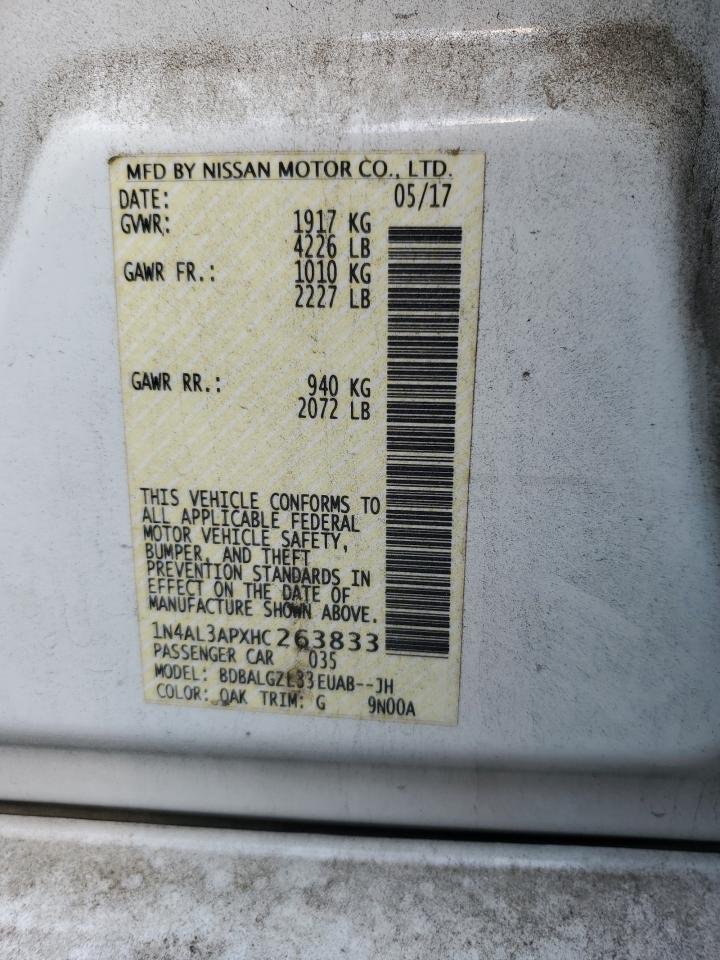 MFD BY NISSAN MOTOR CO., LTD.
DATE: 05/17
GVWR: 1917 KG
4226 LB
GAWR FR.: 1010 KG
2227 LB
GAWR RR.: 940 KG
2072 LB
THIS VEHICLE CONFORMS TO
ALL APPLICABLE FEDERAL
MOTOR VEHICLE SAFETY,
BUMPER, AND THEFT
PREVENTION STANDARDS IN
EFFECT ON THE DATE OF
MANUFACTURE SHOWN ABOVE.
1N4AL3APXHC263833
PASSENGER CAR 035
MODEL: BDBALGZL33EUAB--JH
COLOR: QAK TRIM: G 9N00A